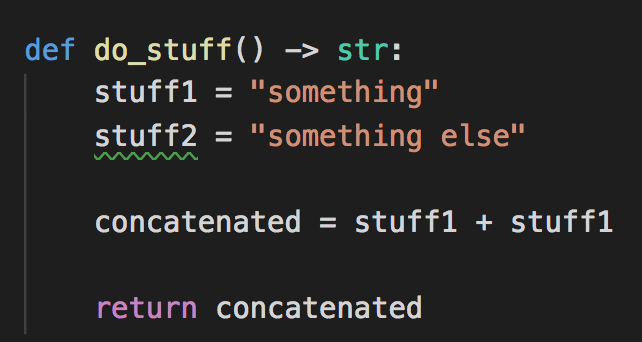 def do_stuff() -> str:
    stuff1 = "something"
    stuff2 = "something else"
    concatenated = stuff1 + stuff1
    return concatenated